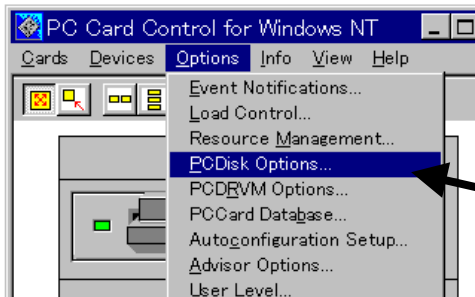 PC Card Control for Windows NT
Cards Devices Options Info View Help
Event Notifications...
Load Control...
Resource Management...
PCDisk Options...
PCDRVM Options...
PCCard Database...
Autoconfiguration Setup...
Advisor Options...
User Level...